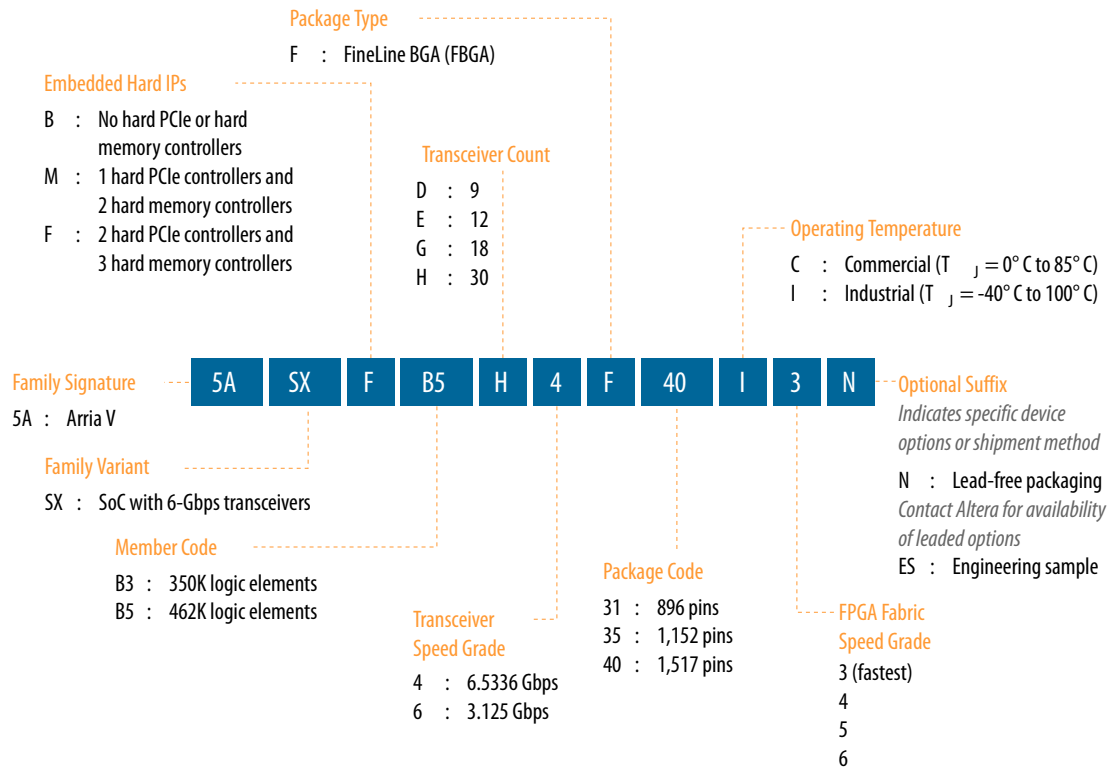 Package Type
F : FineLine BGA (FBGA)
Embedded Hard IPs
B : No hard PCIe or hard
memory controllers
M : 1 hard PCIe controllers and
2 hard memory controllers
F : 2 hard PCIe controllers and
3 hard memory controllers
Transceiver Count
D : 9
E : 12
G : 18
H : 30
Operating Temperature
C : Commercial (T J = 0° C to 85° C)
I : Industrial (T J = -40° C to 100° C)
5A SX F B5 H 4 F 40 I 3 N
Family Signature
5A : Arria V
Family Variant
SX : SoC with 6-Gbps transceivers
Member Code
B3 : 350K logic elements
B5 : 462K logic elements
Transceiver
Speed Grade
4 : 6.5336 Gbps
6 : 3.125 Gbps
Package Code
31 : 896 pins
35 : 1,152 pins
40 : 1,517 pins
FPGA Fabric
Speed Grade
3 (fastest)
4
5
6
Optional Suffix
Indicates specific device
options or shipment method
N : Lead-free packaging
Contact Altera for availability
of leaded options
ES : Engineering sample